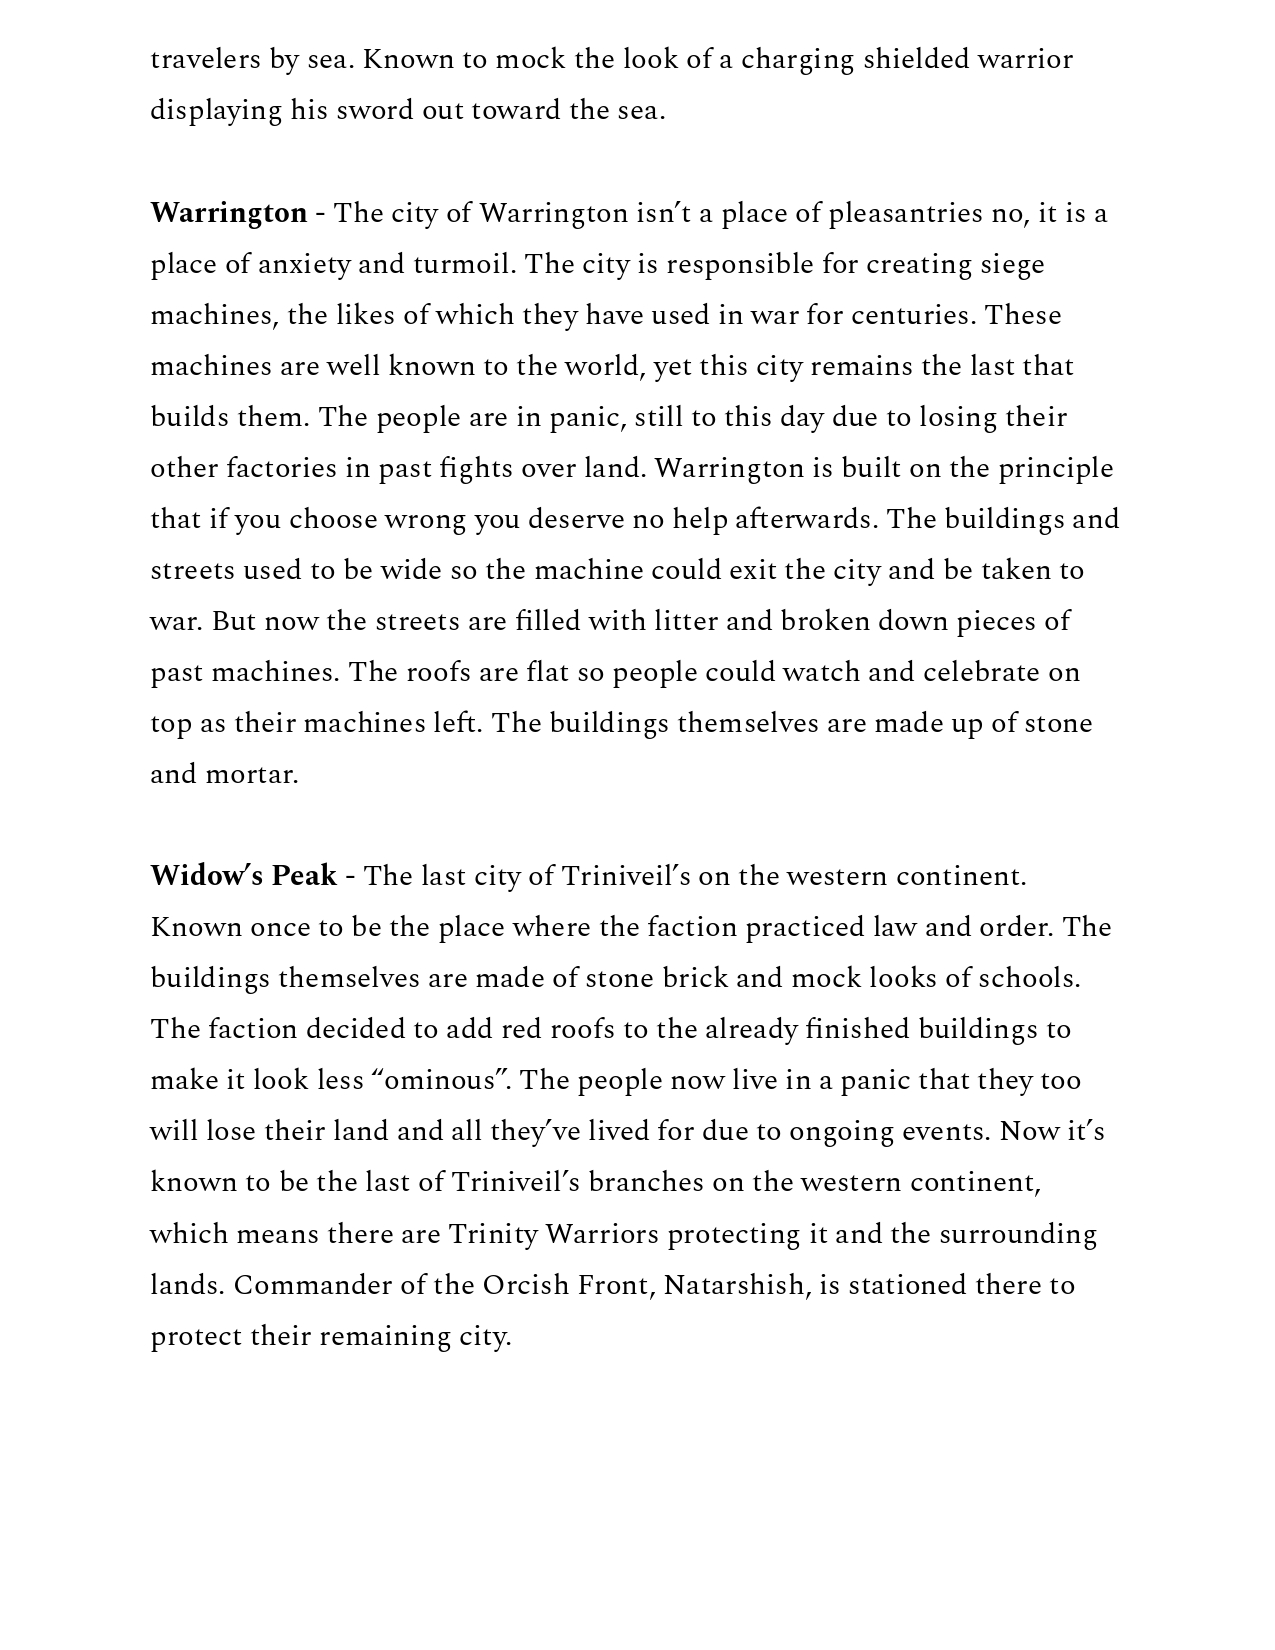 travelers by sea. Known to mock the look of a charging shielded warrior
displaying his sword out toward the sea.
Warrington - The city of Warrington isn’t a place of pleasantries no, it is a
place of anxiety and turmoil. The city is responsible for creating siege
machines, the likes of which they have used in war for centuries. These
machines are well known to the world, yet this city remains the last that
builds them. The people are in panic, still to this day due to losing their
other factories in past fights over land. Warrington is built on the principle
that if you choose wrong you deserve no help afterwards. The buildings and
streets used to be wide so the machine could exit the city and be taken to
war. But now the streets are filled with litter and broken down pieces of
past machines. The roofs are flat so people could watch and celebrate on
top as their machines left. The buildings themselves are made up of stone
and mortar.
Widow’s Peak - The last city of Triniveil’s on the western continent.
Known once to be the place where the faction practiced law and order. The
buildings themselves are made of stone brick and mock looks of schools.
The faction decided to add red roofs to the already finished buildings to
make it look less “ominous”. The people now live in a panic that they too
will lose their land and all they’ve lived for due to ongoing events. Now it’s
known to be the last of Triniveil’s branches on the western continent,
which means there are Trinity Warriors protecting it and the surrounding
lands. Commander of the Orcish Front, Natarshish, is stationed there to
protect their remaining city.